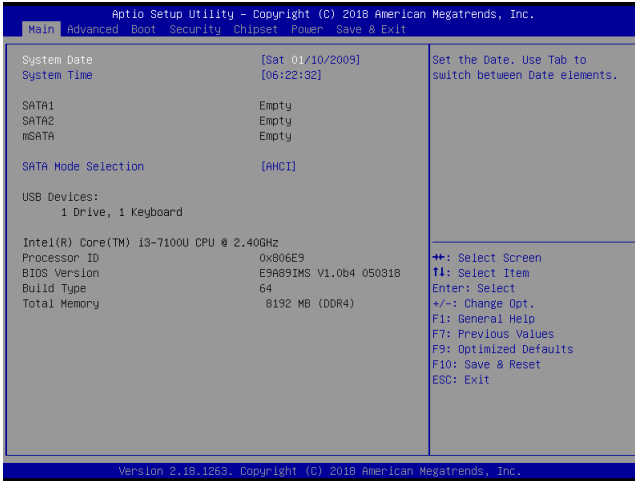 Aptio Setup Utility – Copyright (C) 2018 American Megatrends, Inc.
Main Advanced Boot Security Chipset Power Save & Exit
System Date [Sat 01/10/2009]
System Time [06:22:32]
SATA1 Empty
SATA2 Empty
mSATA Empty
SATA Mode Selection [AHCI]
USB Devices:
1 Drive, 1 Keyboard
Intel(R) Core(TM) i3-7100U CPU @ 2.40GHz
Processor ID 0x806E9
BIOS Version E9A89IMS V1.0b4 050318
Build Type 64
Total Memory 8192 MB (DDR4)
Set the Date. Use Tab to
switch between Date elements.
→←: Select Screen
↑↓: Select Item
Enter: Select
+/-: Change Opt.
F1: General Help
F7: Previous Values
F9: Optimized Defaults
F10: Save & Reset
ESC: Exit
Version 2.18.1263. Copyright (C) 2018 American Megatrends, Inc.